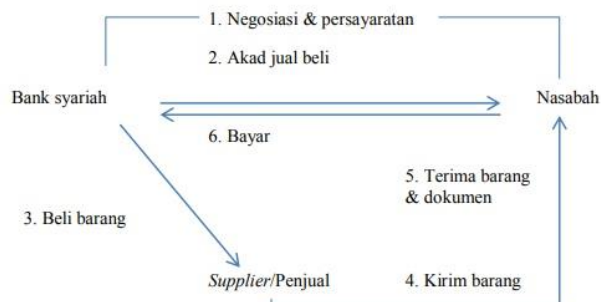 1. Negosiasi & persayaratan
2. Akad jual beli
Bank syariah
Nasabah
6. Bayar
5. Terima barang
& dokumen
3. Beli barang
Supplier/Penjual
4. Kirim barang